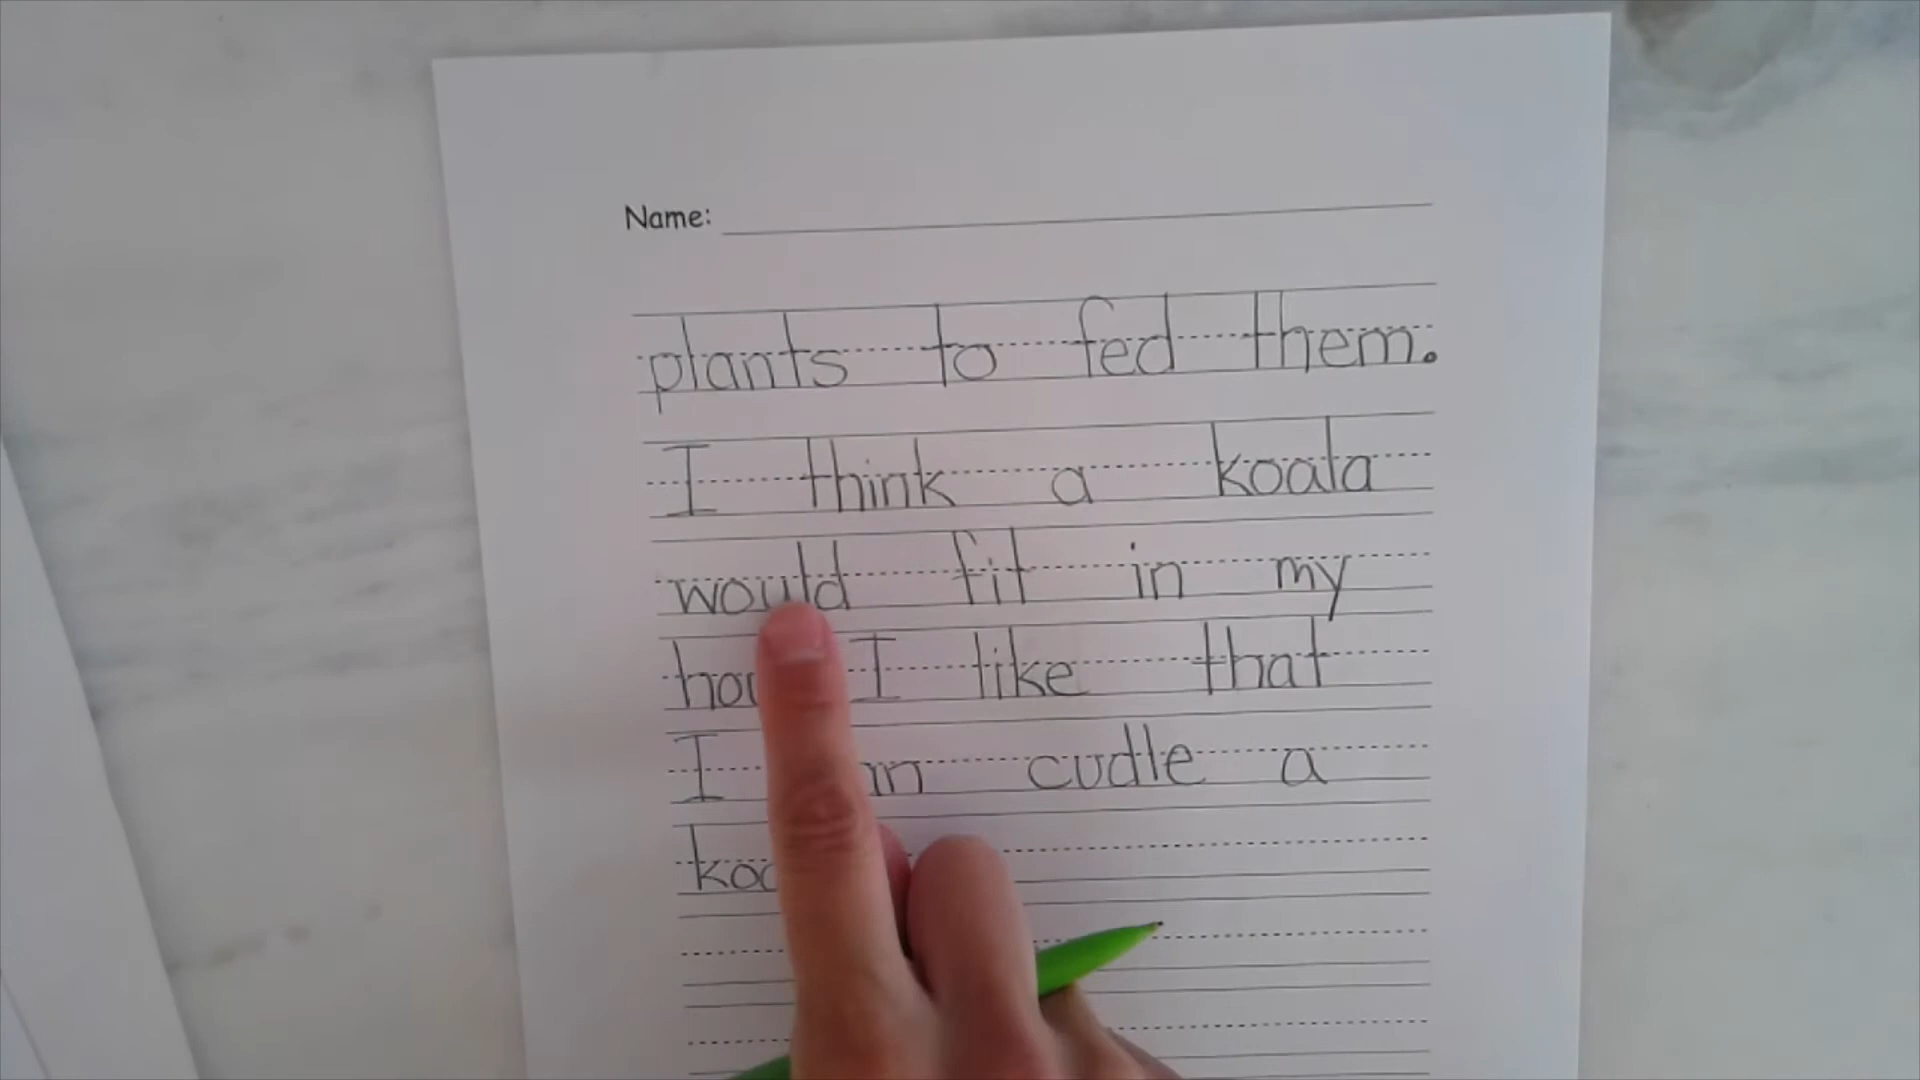 Name:
plants to fed them.
I think a koala
would fit in my
I like that
I cudle a